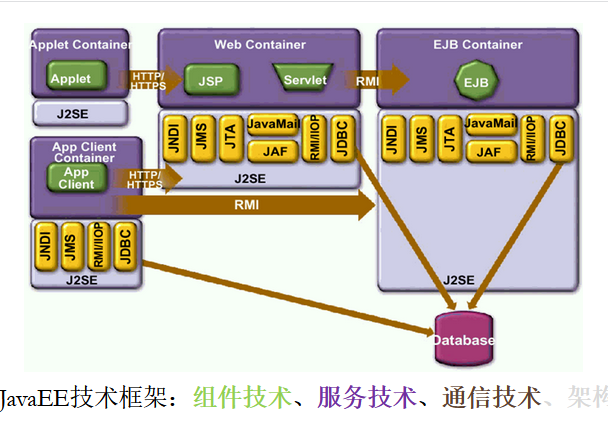 Applet Container
Applet
J2SE
HTTP/
HTTPS
Web Container
JSP
Servlet
JNDI
JMS
JTA
JavaMail
JAF
RMI/IIOP
JDBC
J2SE
RMI
EJB Container
EJB
JNDI
JMS
JTA
JavaMail
JAF
RMI/IIOP
JDBC
J2SE
App Client
Container
App
Client
HTTP/
HTTPS
RMI
JNDI
JMS
RMI/IIOP
JDBC
J2SE
Database
JavaEE技术框架：组件技术、服务技术、通信技术、架构